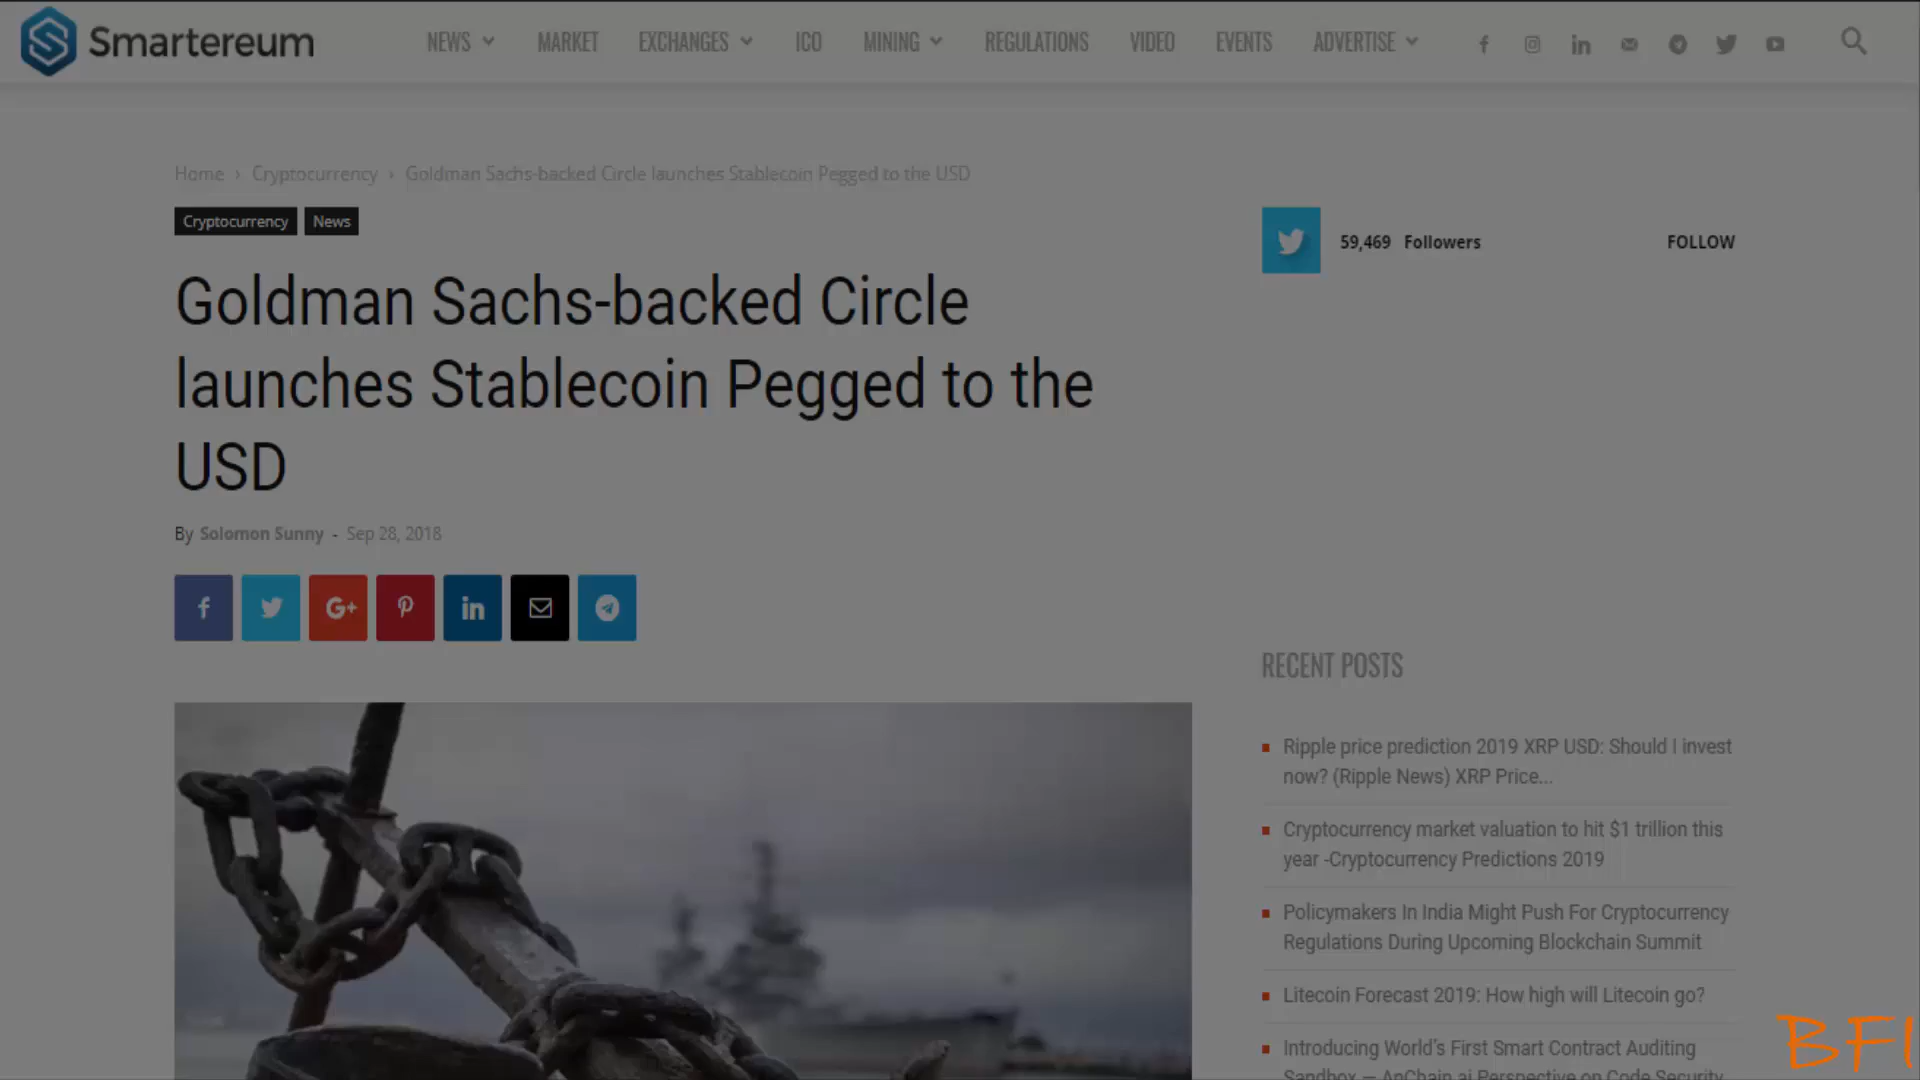 Smartereum
NEWS MARKET EXCHANGES ICO MINING REGULATIONS VIDEO EVENTS ADVERTISE
Home › Cryptocurrency › Goldman Sachs-backed Circle launches Stablecoin Pegged to the USD
Cryptocurrency News
59,469 Followers FOLLOW
Goldman Sachs-backed Circle
launches Stablecoin Pegged to the
USD
By Solomon Sunny - Sep 28, 2018
RECENT POSTS
Ripple price prediction 2019 XRP USD: Should I invest
now? (Ripple News) XRP Price...
Cryptocurrency market valuation to hit $1 trillion this
year -Cryptocurrency Predictions 2019
Policymakers In India Might Push For Cryptocurrency
Regulations During Upcoming Blockchain Summit
Litecoin Forecast 2019: How high will Litecoin go?
Introducing World's First Smart Contract Auditing
Sandbox — AnChain.ai Perspective on Code Security
BFI